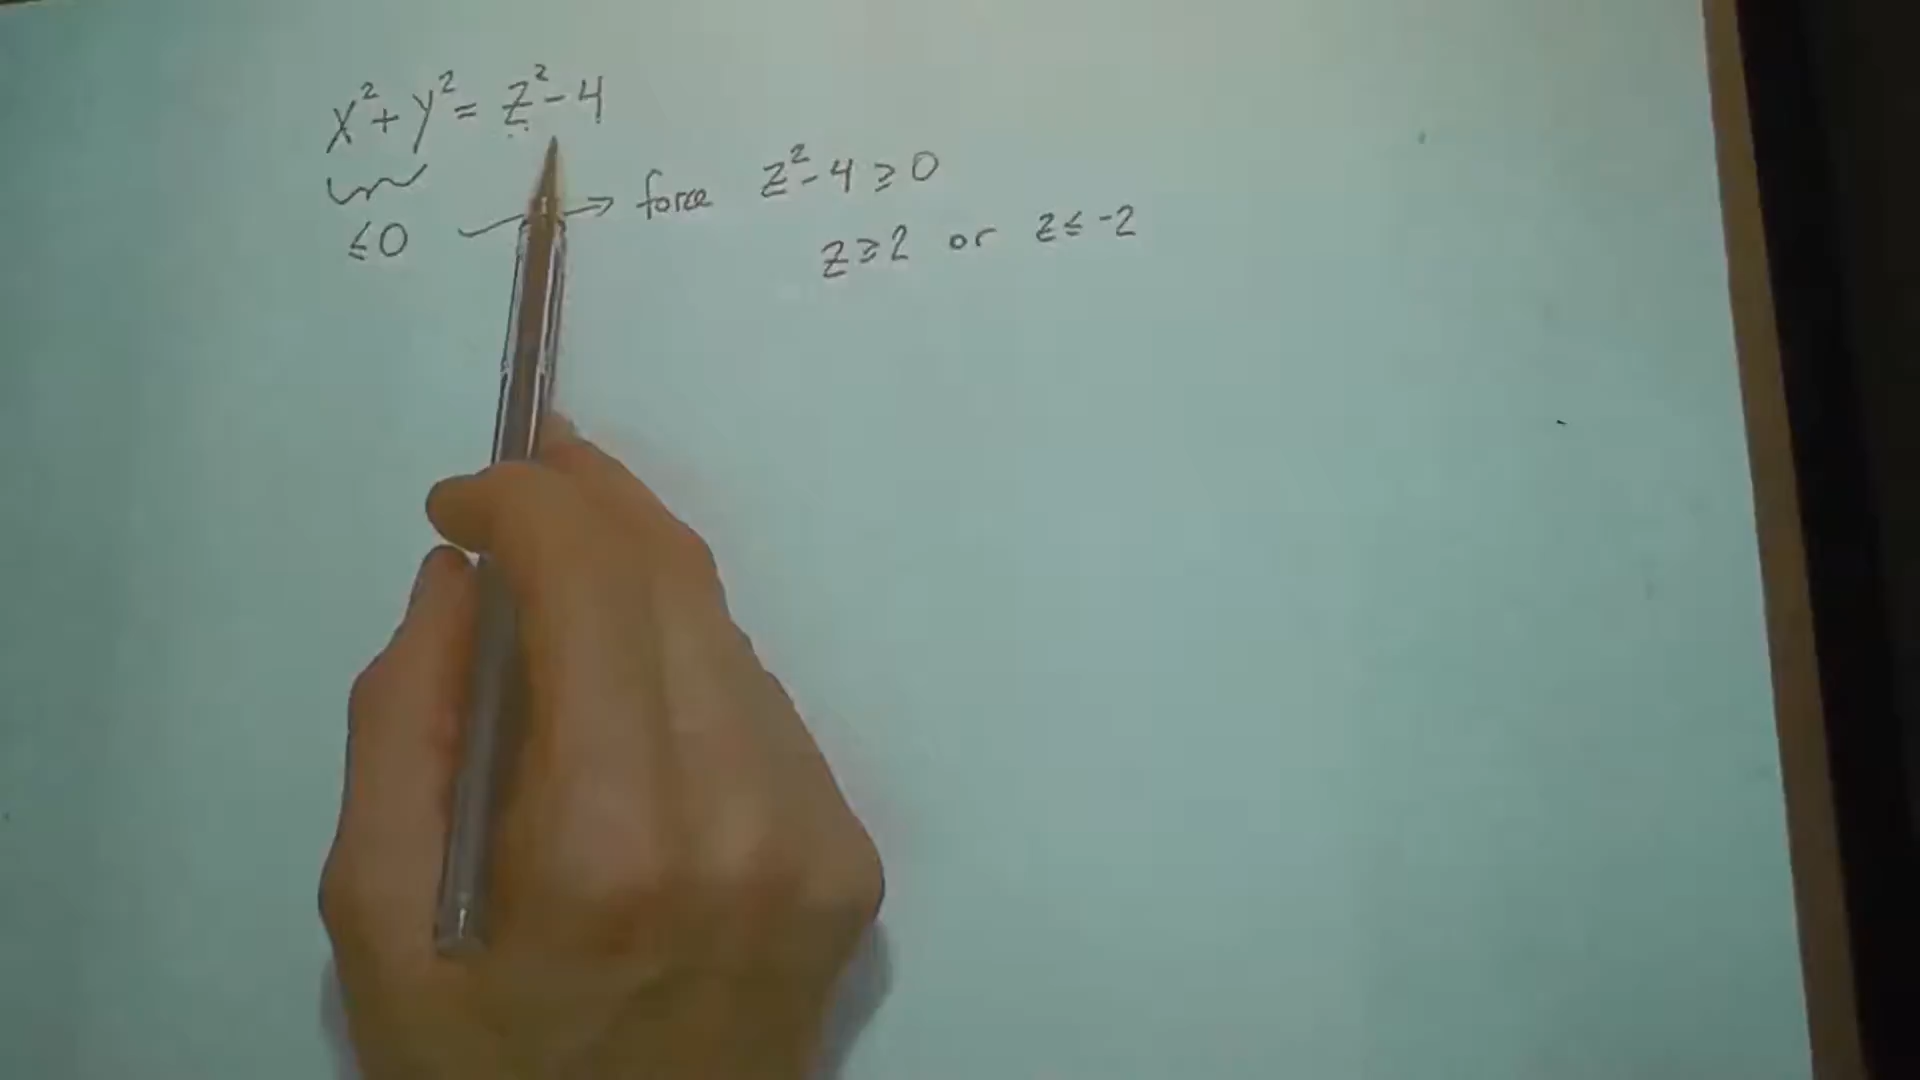 x² + y² = z² - 4
≤0 → force z² - 4 ≥ 0
z ≥ 2 or z ≤ -2